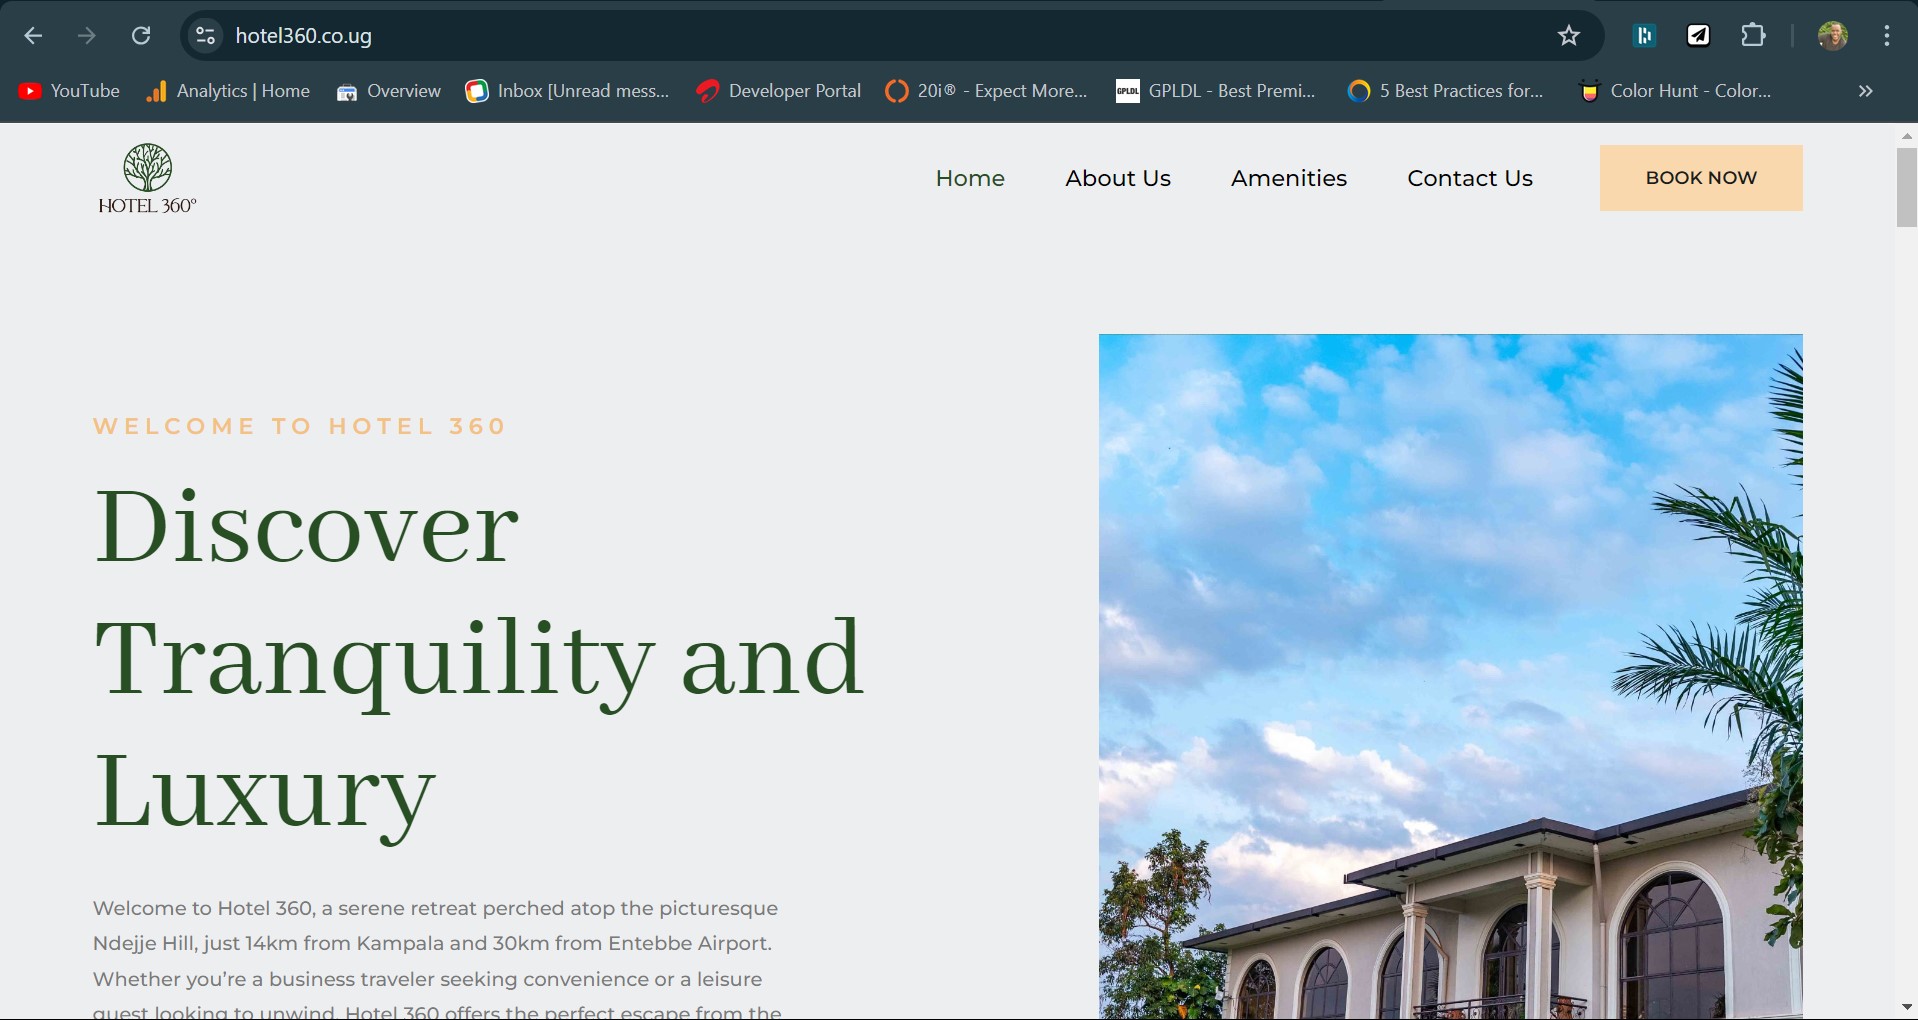 hotel360.co.ug
YouTube
Analytics | Home
Overview
Inbox [Unread mess...
Developer Portal
20i® - Expect More...
GPLDL
GPLDL - Best Premi...
5 Best Practices for...
Color Hunt - Color...
HOTEL 360°
Home
About Us
Amenities
Contact Us
BOOK NOW
WELCOME TO HOTEL 360
Discover
Tranquility and
Luxury
Welcome to Hotel 360, a serene retreat perched atop the picturesque
Ndejje Hill, just 14km from Kampala and 30km from Entebbe Airport.
Whether you’re a business traveler seeking convenience or a leisure
guest looking to unwind, Hotel 360 offers the perfect escape from the